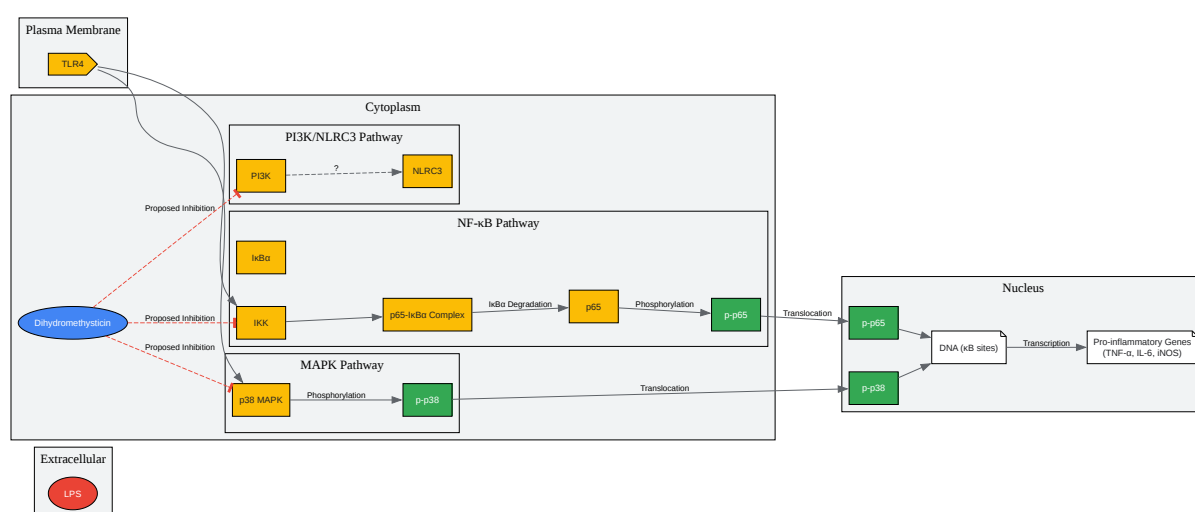 Plasma Membrane
TLR4
Cytoplasm
PI3K/NLRC3 Pathway
PI3K
?
NLRC3
Proposed Inhibition
NF-κB Pathway
IκBα
Dihydromethysticin
Proposed Inhibition
IKK
p65-IκBα Complex
IκBα Degradation
p65
Phosphorylation
p-p65
Translocation
Proposed Inhibition
MAPK Pathway
p38 MAPK
Phosphorylation
p-p38
Translocation
Nucleus
p-p65
p-p38
DNA (κB sites)
Transcription
Pro-inflammatory Genes
(TNF-α, IL-6, iNOS)
Extracellular
LPS